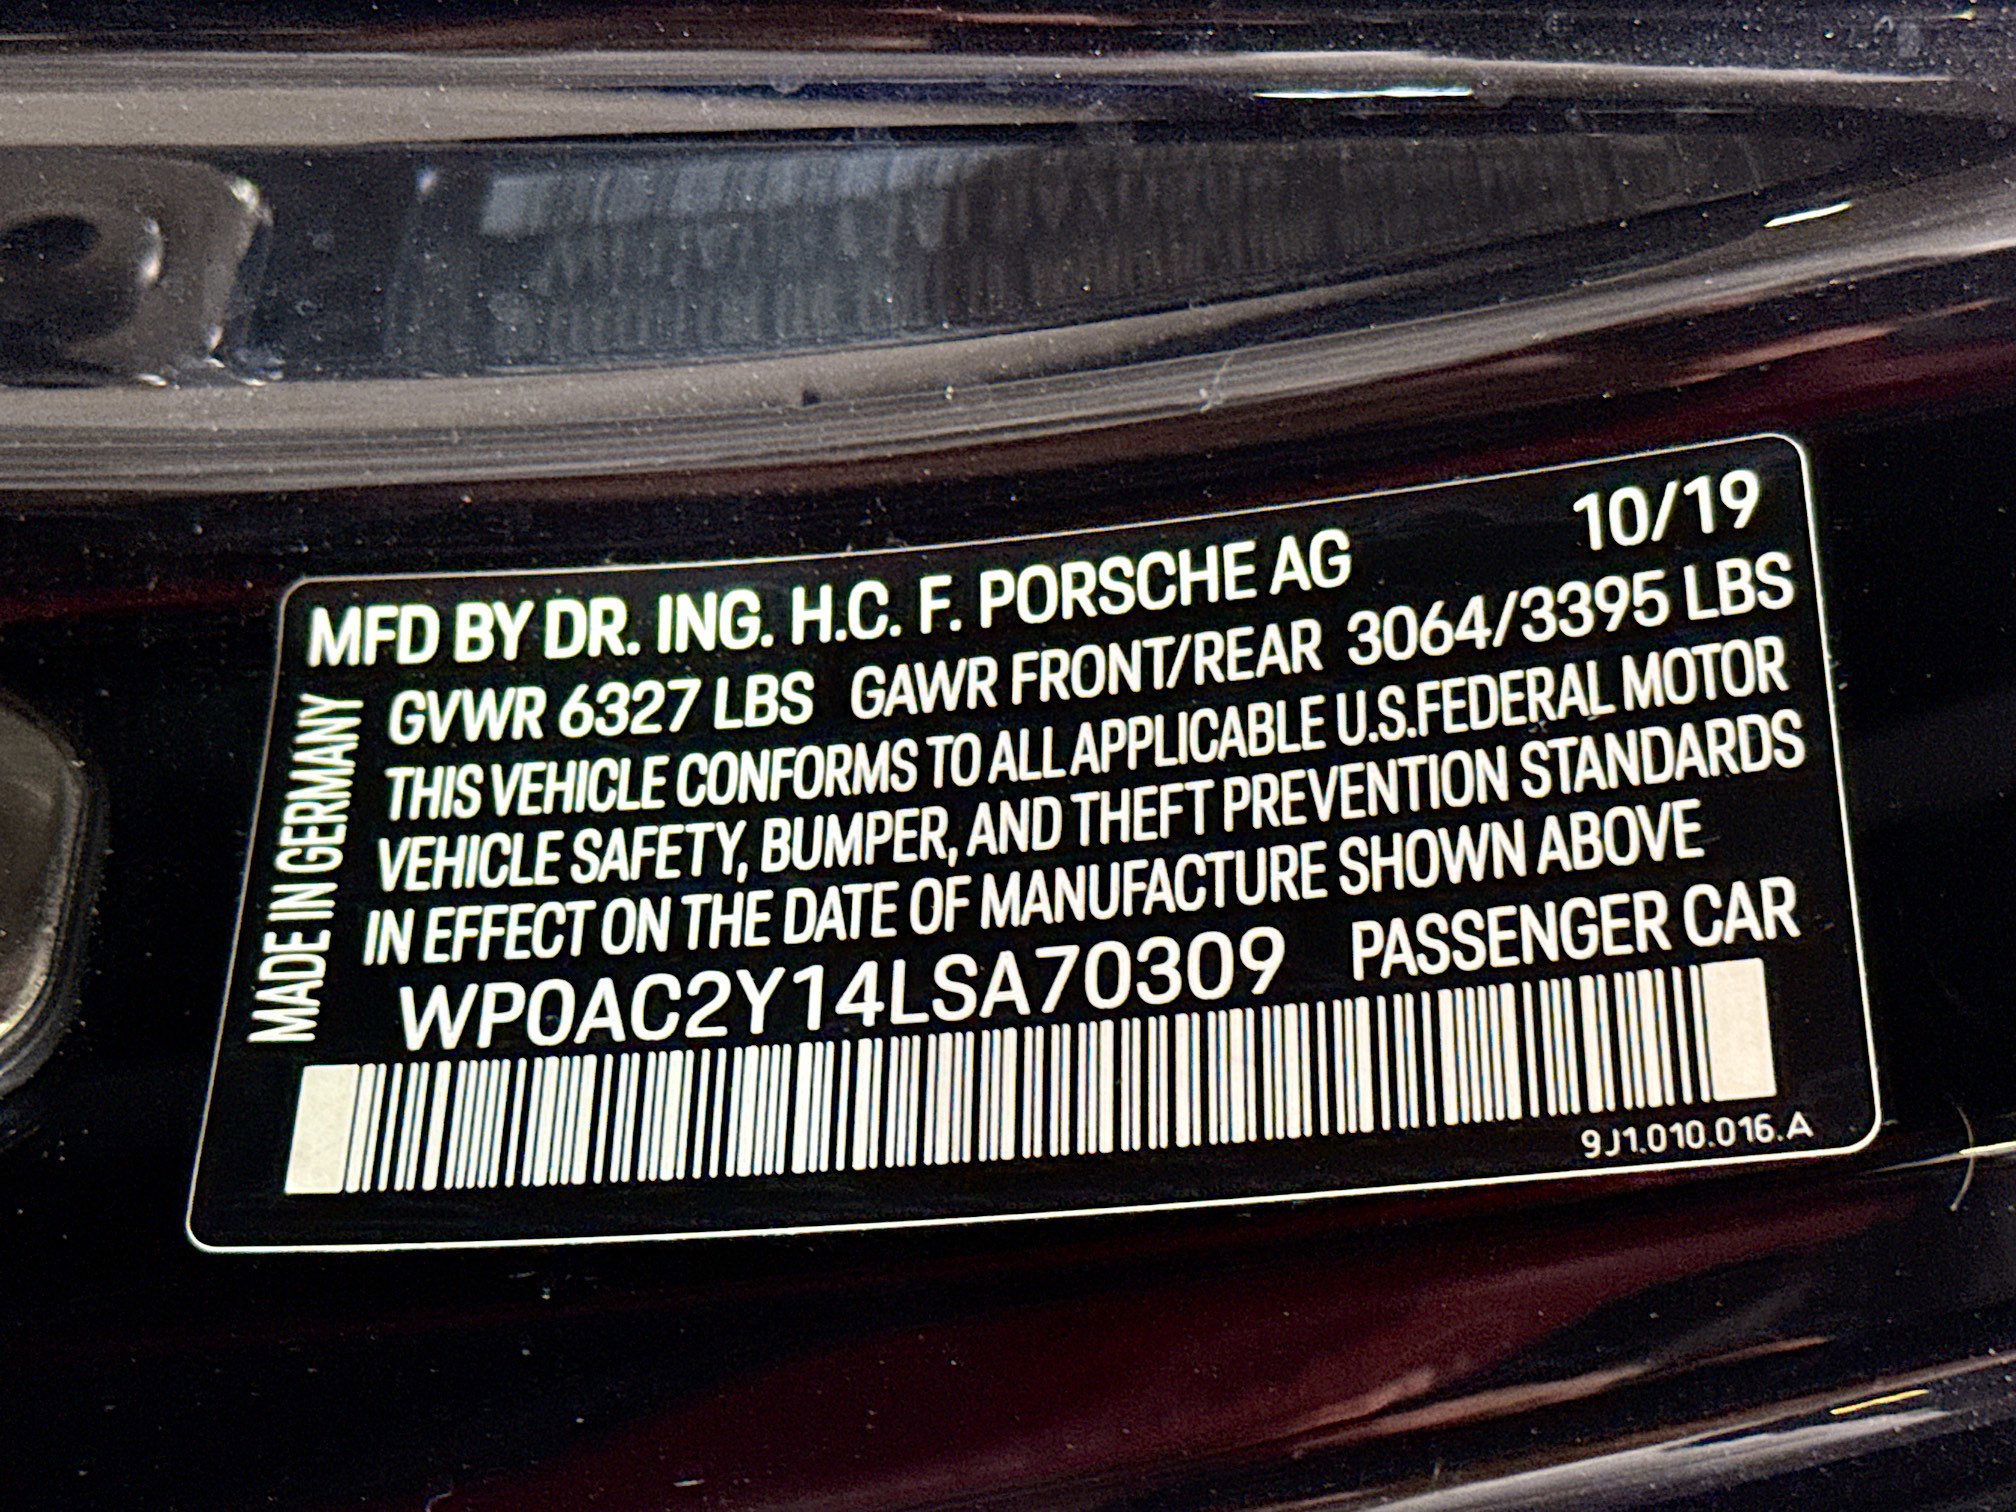 MFD BY DR. ING. H.C. F. PORSCHE AG 10/19
GVWR 6327 LBS GAWR FRONT/REAR 3064/3395 LBS
THIS VEHICLE CONFORMS TO ALL APPLICABLE U.S.FEDERAL MOTOR
VEHICLE SAFETY, BUMPER, AND THEFT PREVENTION STANDARDS
IN EFFECT ON THE DATE OF MANUFACTURE SHOWN ABOVE
WP0AC2Y14LSA70309 PASSENGER CAR
MADE IN GERMANY
9J1.010.016.A